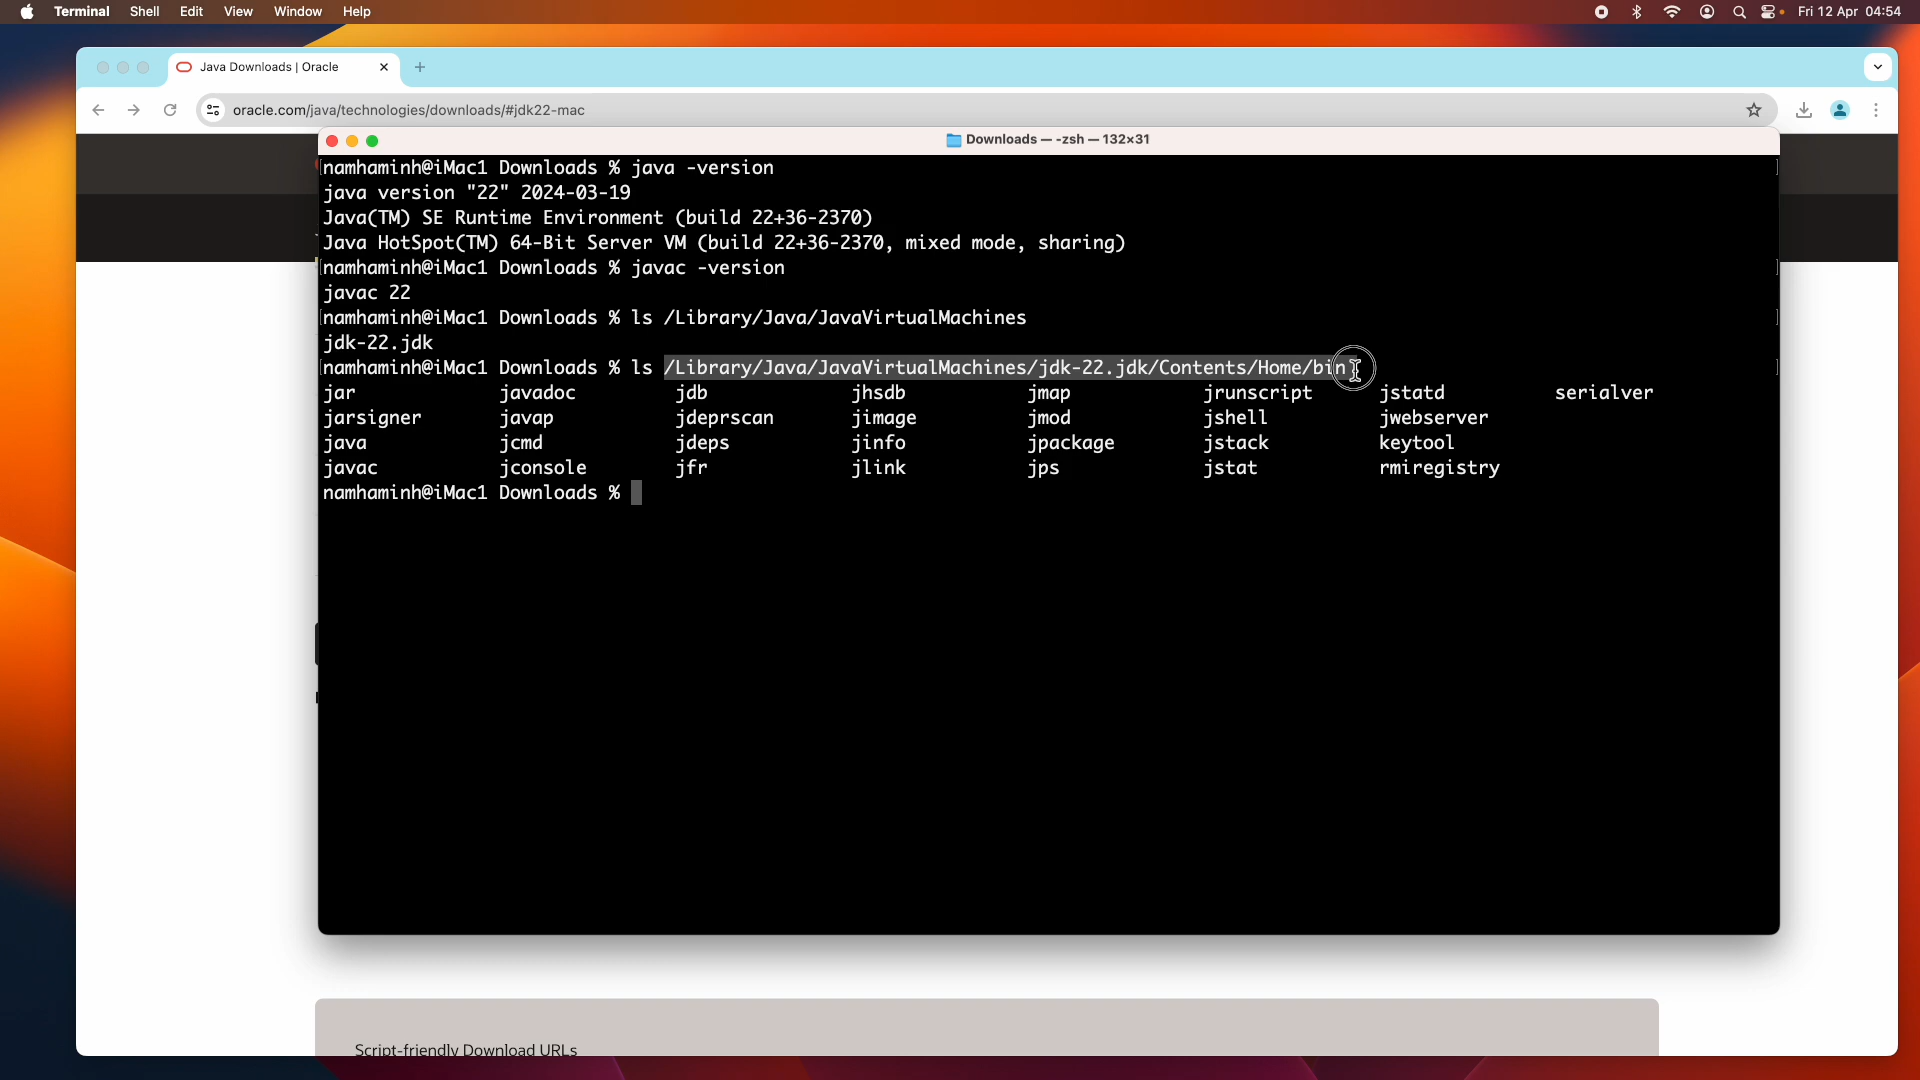 Terminal Shell Edit View Window Help Fri 12 Apr 04:54
Java Downloads | Oracle
oracle.com/java/technologies/downloads/#jdk22-mac
Downloads — -zsh — 132×31
[namhaminh@iMac1 Downloads % java -version ]
java version "22" 2024-03-19
Java(TM) SE Runtime Environment (build 22+36-2370)
Java HotSpot(TM) 64-Bit Server VM (build 22+36-2370, mixed mode, sharing)
[namhaminh@iMac1 Downloads % javac -version ]
javac 22
[namhaminh@iMac1 Downloads % ls /Library/Java/JavaVirtualMachines ]
jdk-22.jdk
[namhaminh@iMac1 Downloads % ls /Library/Java/JavaVirtualMachines/jdk-22.jdk/Contents/Home/bin ]
jar javadoc jdb jhsdb jmap jrunscript jstatd serialver
jarsigner javap jdeprscan jimage jmod jshell jwebserver
java jcmd jdeps jinfo jpackage jstack keytool
javac jconsole jfr jlink jps jstat rmiregistry
namhaminh@iMac1 Downloads %
Script-friendly Download URLs